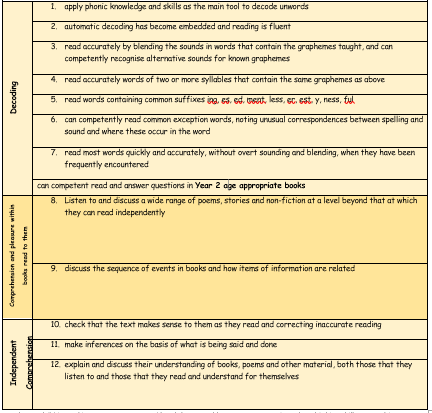 Decoding
1. apply phonic knowledge and skills as the main tool to decode unwords
2. automatic decoding has become embedded and reading is fluent
3. read accurately by blending the sounds in words that contain the graphemes taught, and can
competently recognise alternative sounds for known graphemes
4. read accurately words of two or more syllables that contain the same graphemes as above
5. read words containing common suffixes ing, es, ed, ment, less, er, est, y, ness, ful,
6. can competently read common exception words, noting unusual correspondences between spelling and
sound and where these occur in the word
7. read most words quickly and accurately, without overt sounding and blending, when they have been
frequently encountered
can competent read and answer questions in Year 2 age appropriate books
Comprehension and pleasure within
books read to them
8. Listen to and discuss a wide range of poems, stories and non-fiction at a level beyond that at which
they can read independently
9. discuss the sequence of events in books and how items of information are related
Independent
Comprehension
10. check that the text makes sense to them as they read and correcting inaccurate reading
11. make inferences on the basis of what is being said and done
12. explain and discuss their understanding of books, poems and other material, both those that they
listen to and those that they read and understand for themselves